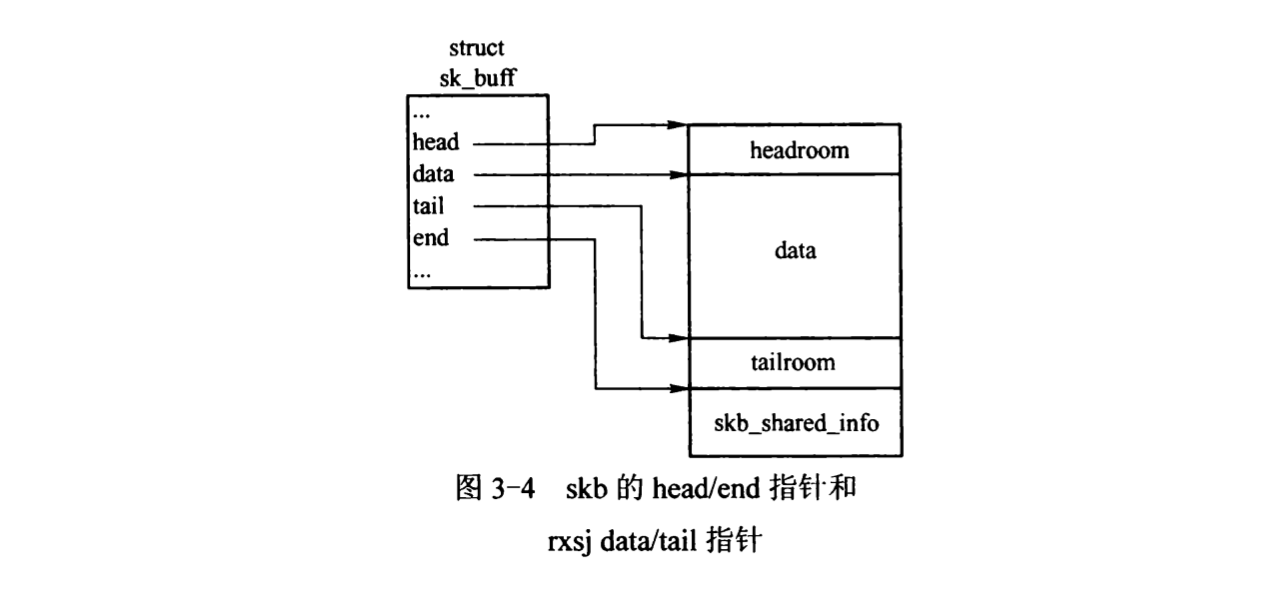 struct
sk_buff
...
head
data
tail
end
...
headroom
data
tailroom
skb_shared_info
图 3-4 skb 的 head/end 指针和
rxsj data/tail 指针